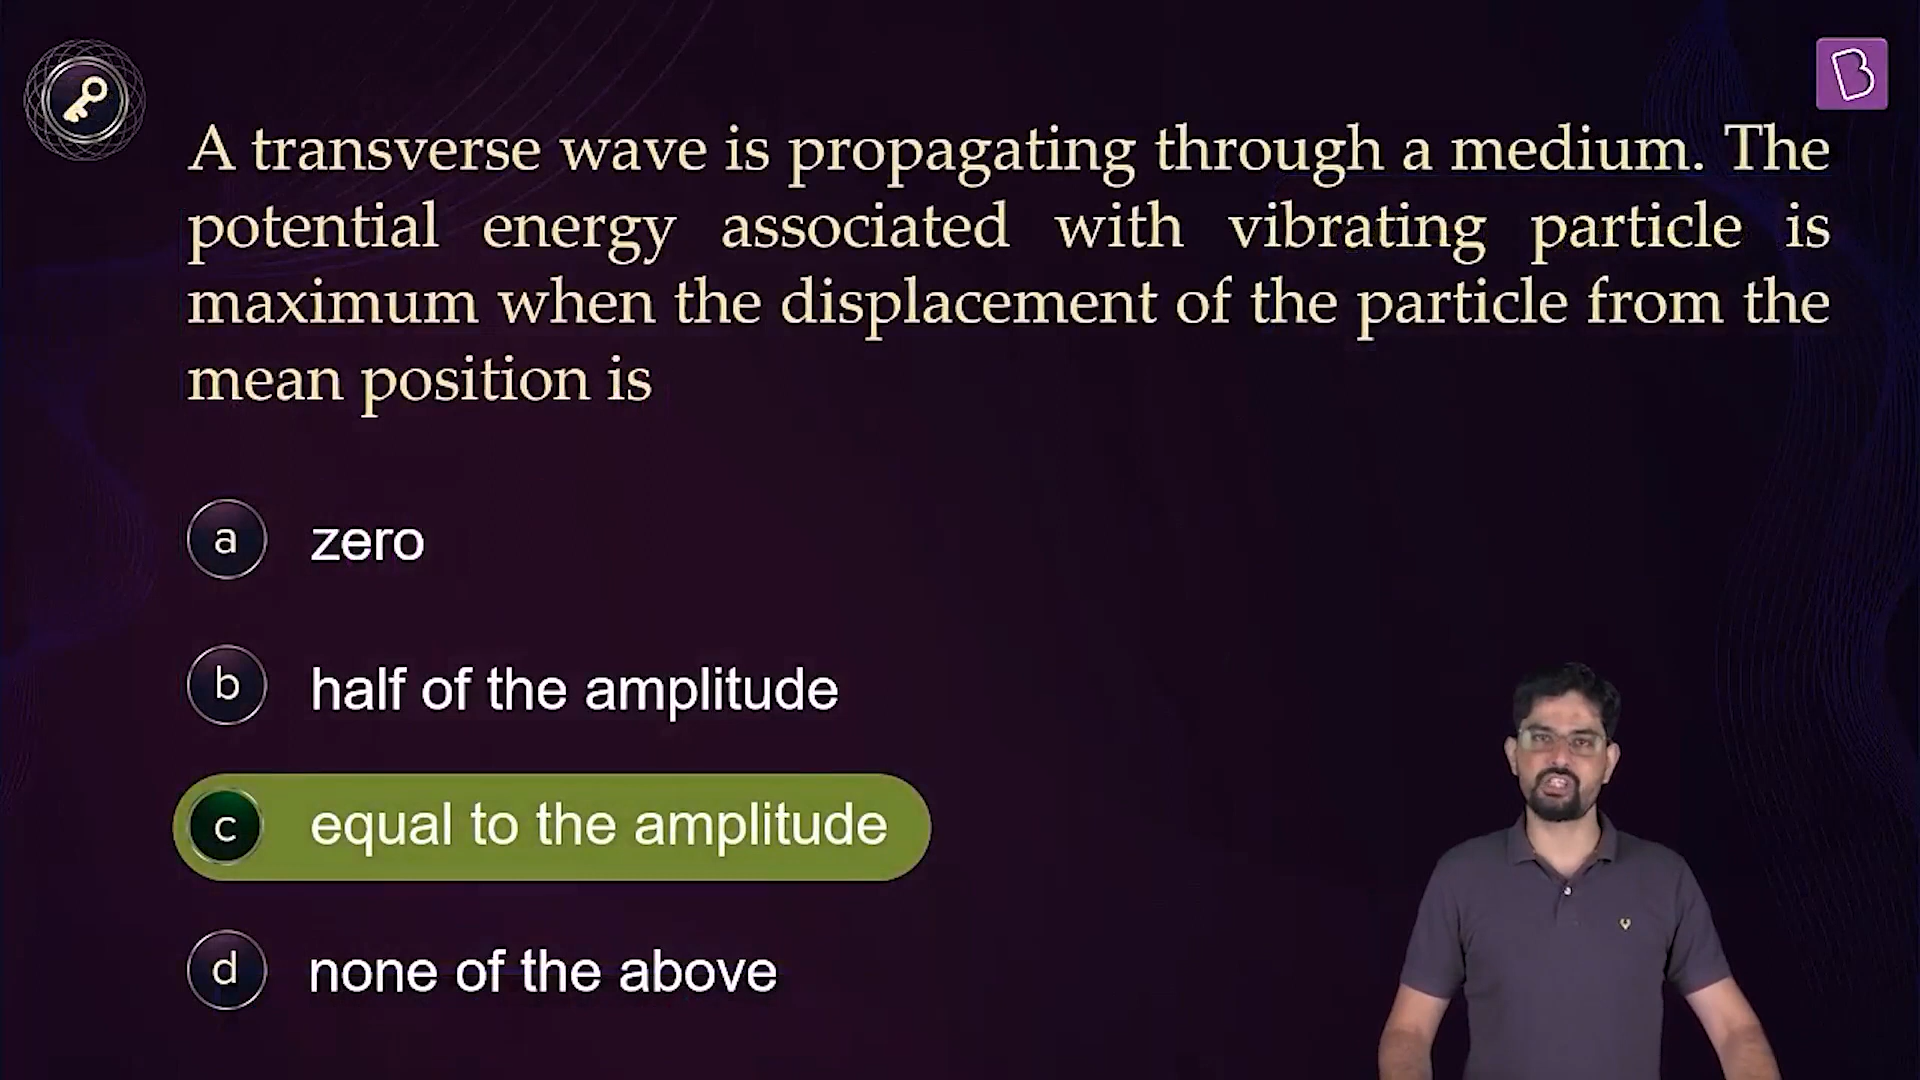 A transverse wave is propagating through a medium. The
potential energy associated with vibrating particle is
maximum when the displacement of the particle from the
mean position is
a zero
b half of the amplitude
c equal to the amplitude
d none of the above
B